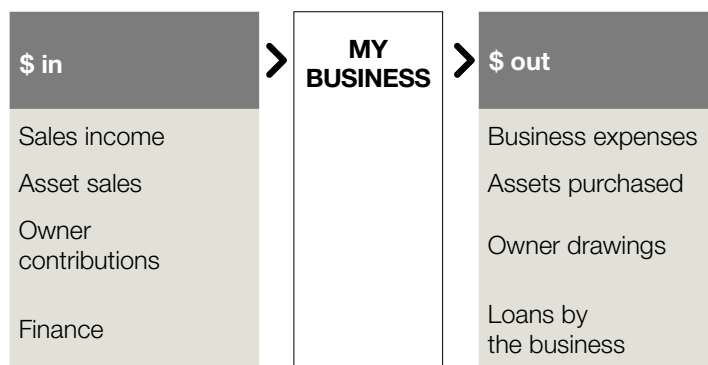 $ in
Sales income
Asset sales
Owner
contributions
Finance
MY
BUSINESS
$ out
Business expenses
Assets purchased
Owner drawings
Loans by
the business